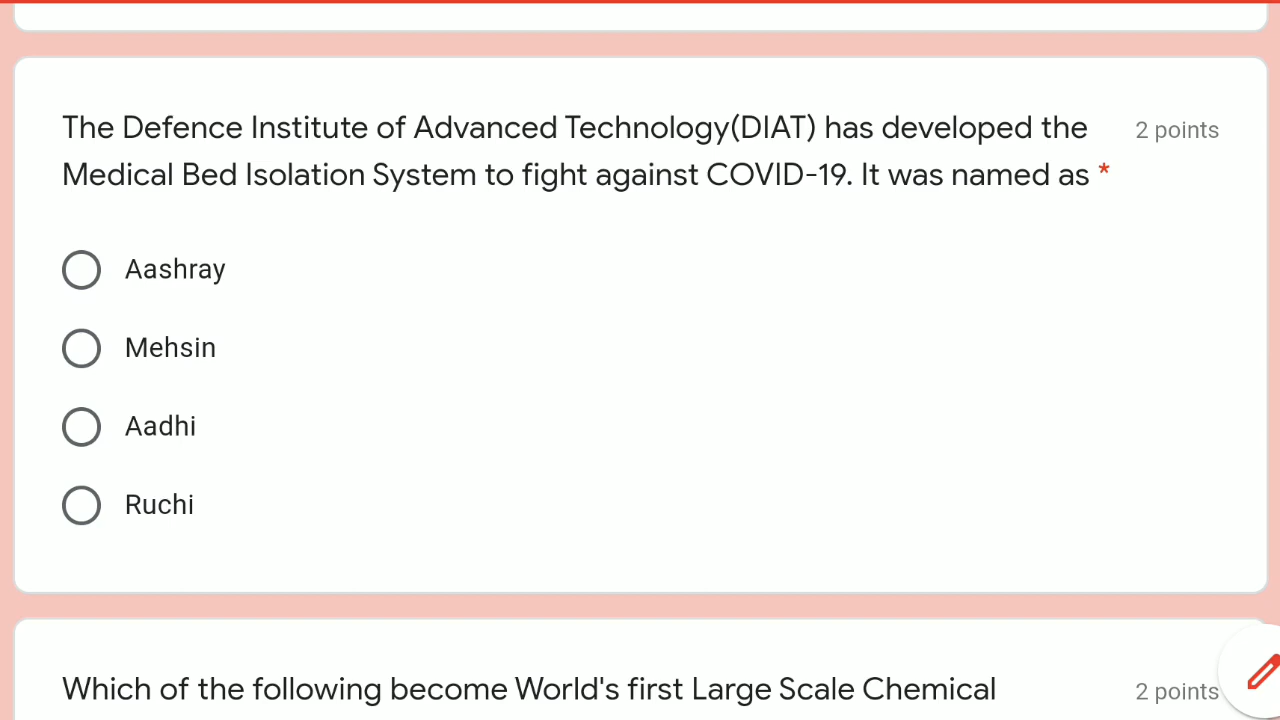 The Defence Institute of Advanced Technology(DIAT) has developed the
2 points
Medical Bed Isolation System to fight against COVID-19. It was named as *
Aashray
Mehsin
Aadhi
Ruchi
Which of the following become World's first Large Scale Chemical
2 points